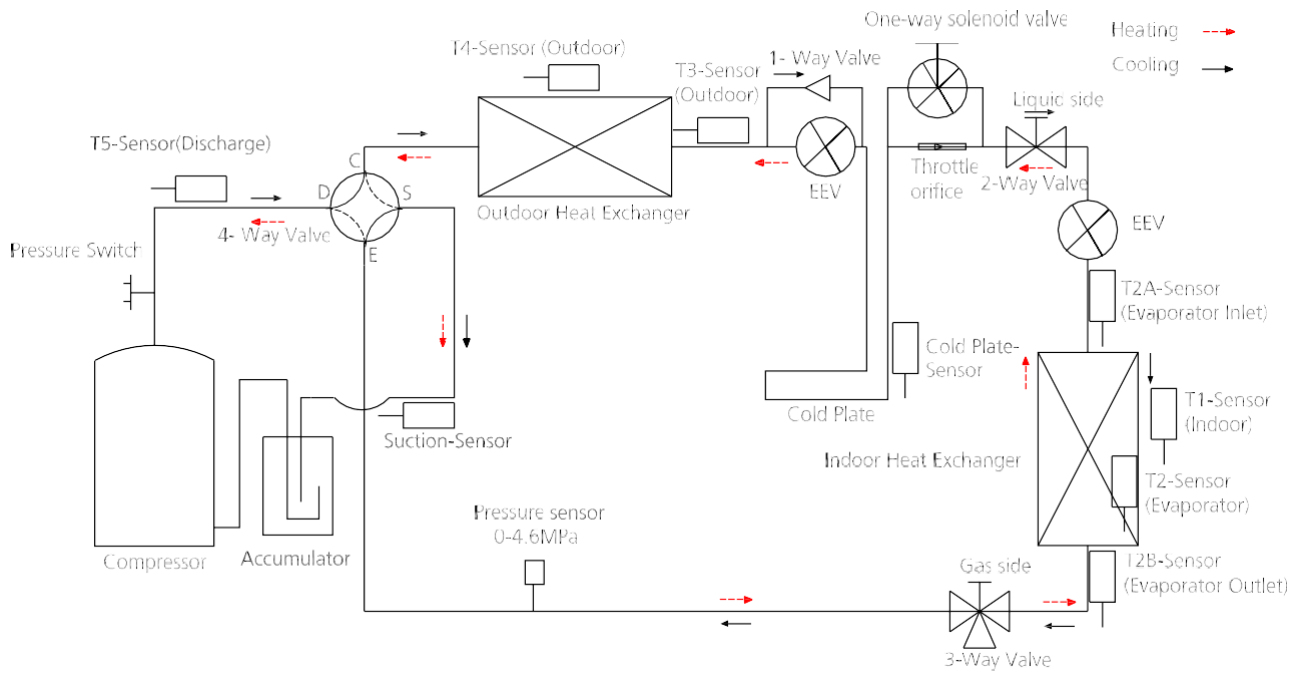 One-way solenoid valve
Heating
T4-Sensor (Outdoor)
1- Way Valve
Cooling
T3-Sensor
(Outdoor)
Liquid side
T5-Sensor(Discharge)
C
D
S
EEV
Throttle
orifice
2-Way Valve
Outdoor Heat Exchanger
4- Way Valve
EEV
Pressure Switch
E
T2A-Sensor
(Evaporator Inlet)
Cold Plate-
Sensor
T1-Sensor
(Indoor)
Cold Plate
Suction-Sensor
Indoor Heat Exchanger
T2-Sensor
(Evaporator)
Pressure sensor
0-4.6MPa
Compressor
Accumulator
Gas side
T2B-Sensor
(Evaporator Outlet)
3-Way Valve